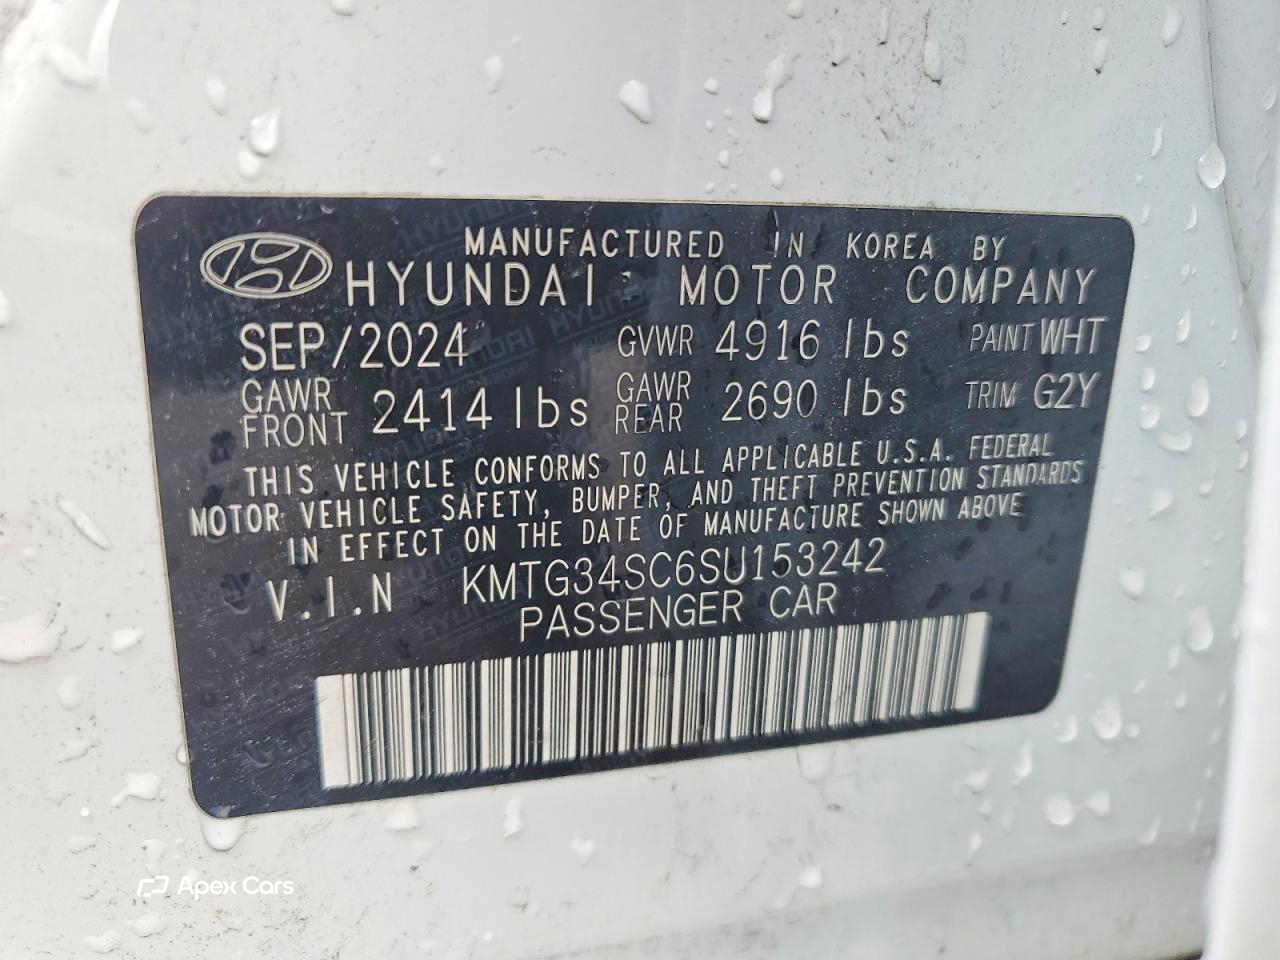 MANUFACTURED IN KOREA BY
HYUNDAI MOTOR COMPANY
SEP/2024 GVWR 4916 lbs PAINT WHT
GAWR FRONT 2414 lbs GAWR REAR 2690 lbs TRIM G2Y
THIS VEHICLE CONFORMS TO ALL APPLICABLE U.S.A. FEDERAL
MOTOR VEHICLE SAFETY, BUMPER, AND THEFT PREVENTION STANDARDS
IN EFFECT ON THE DATE OF MANUFACTURE SHOWN ABOVE
V.I.N KMTG34SC6SU153242
PASSENGER CAR
Apex Cars